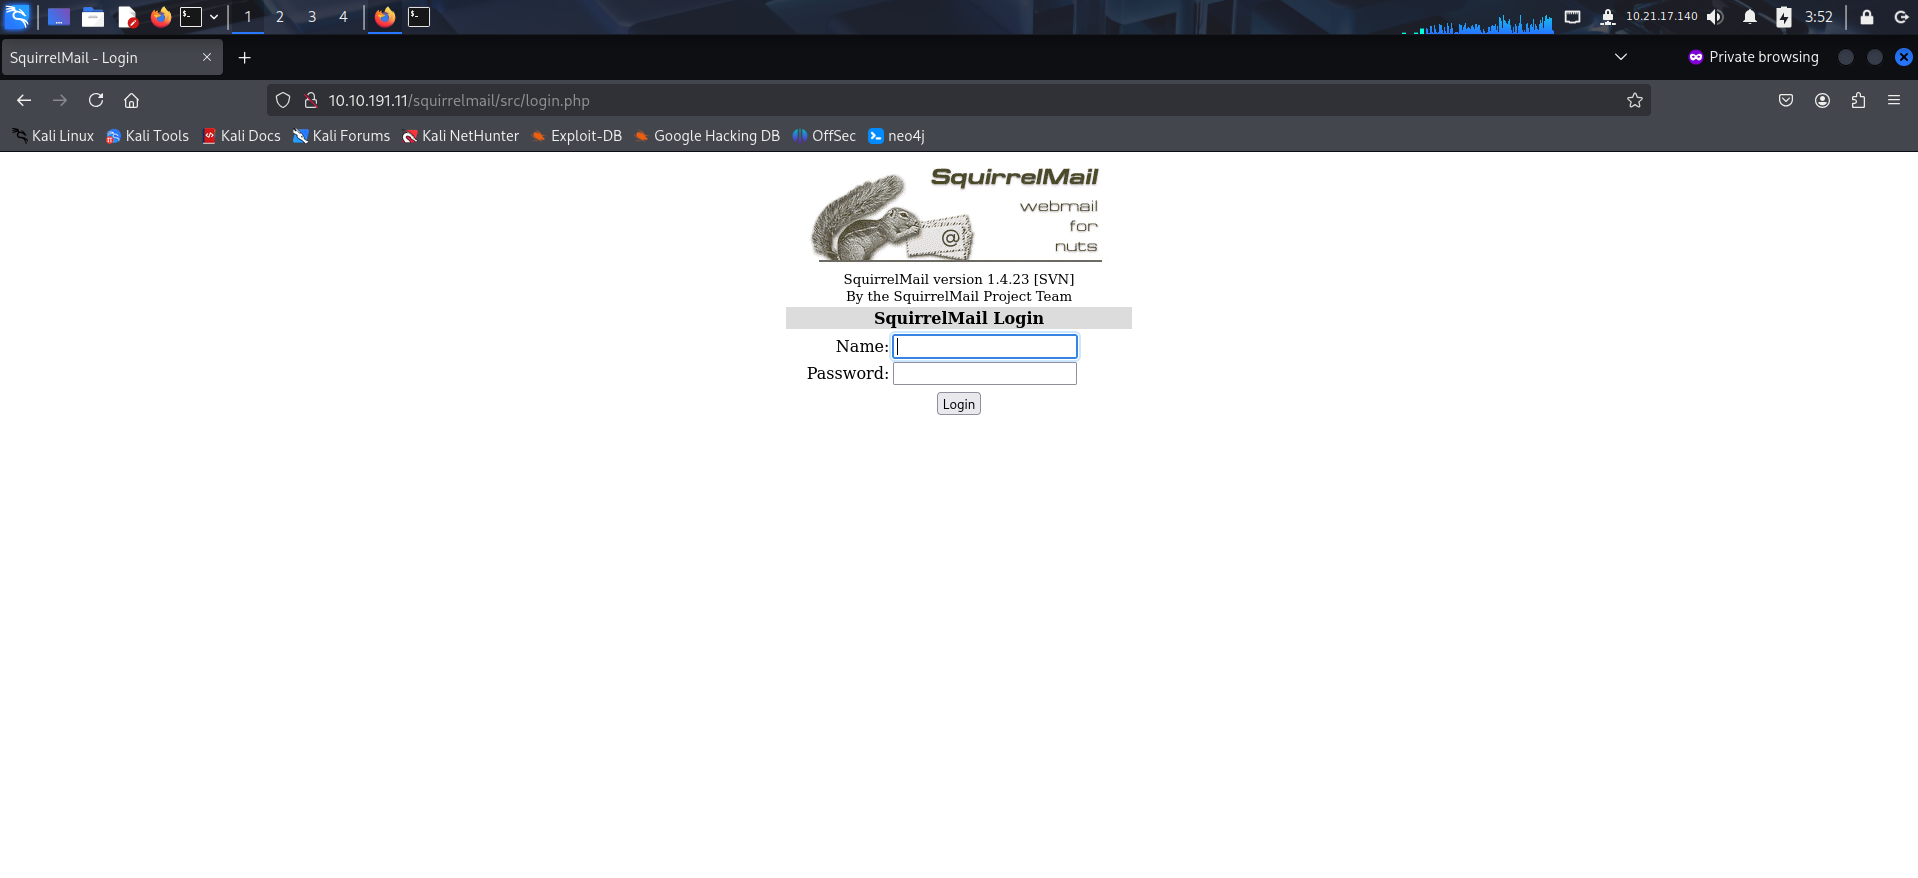 1 2 3 4 10.21.17.140 3:52
SquirrelMail - Login Private browsing
10.10.191.11/squirrelmail/src/login.php
Kali Linux Kali Tools Kali Docs Kali Forums Kali NetHunter Exploit-DB Google Hacking DB OffSec neo4j
SquirrelMail
webmail
for
nuts
@
SquirrelMail version 1.4.23 [SVN]
By the SquirrelMail Project Team
SquirrelMail Login
Name:
Password:
Login